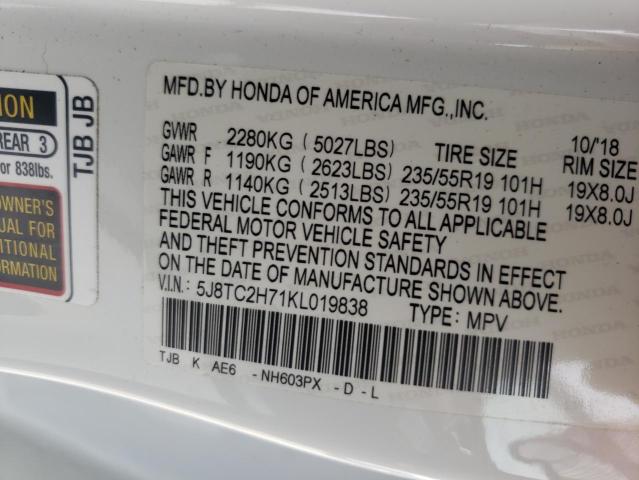 ION
REAR 3
or 838lbs.
OWNER'S
UAL FOR
ITIONAL
FORMATION
TJB JB
MFD.BY HONDA OF AMERICA MFG.,INC.
10/'18
GVWR 2280KG (5027LBS) TIRE SIZE RIM SIZE
GAWR F 1190KG (2623LBS) 235/55R19 101H 19X8.0J
GAWR R 1140KG (2513LBS) 235/55R19 101H 19X8.0J
THIS VEHICLE CONFORMS TO ALL APPLICABLE
FEDERAL MOTOR VEHICLE SAFETY
AND THEFT PREVENTION STANDARDS IN EFFECT
ON THE DATE OF MANUFACTURE SHOWN ABOVE.
V.I.N.: 5J8TC2H71KL019838 TYPE: MPV
TJB K AE6 -NH603PX -D-L